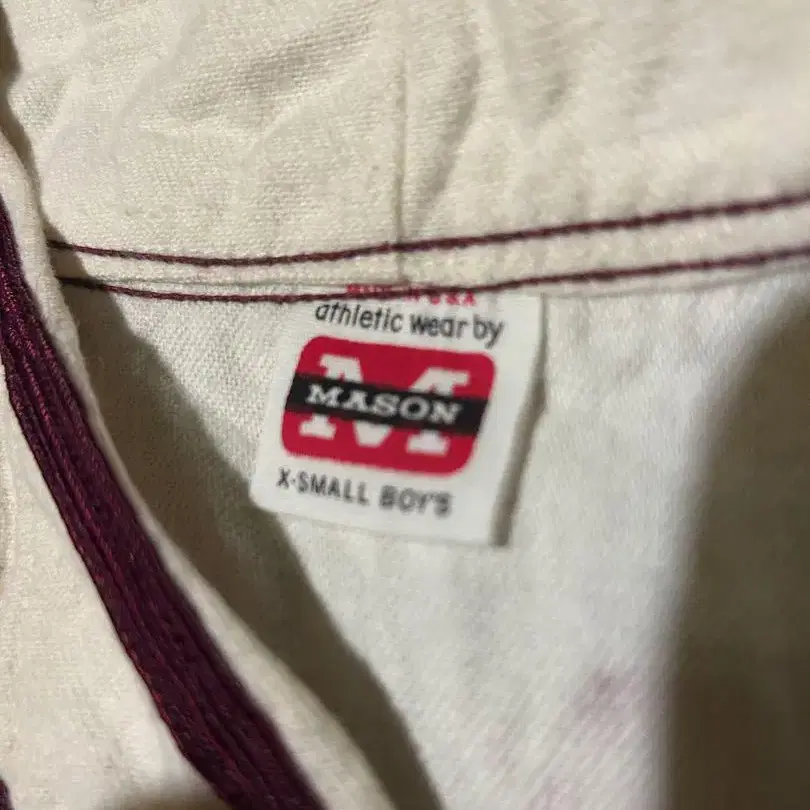 athletic wear by
MASON
X-SMALL BOY'S